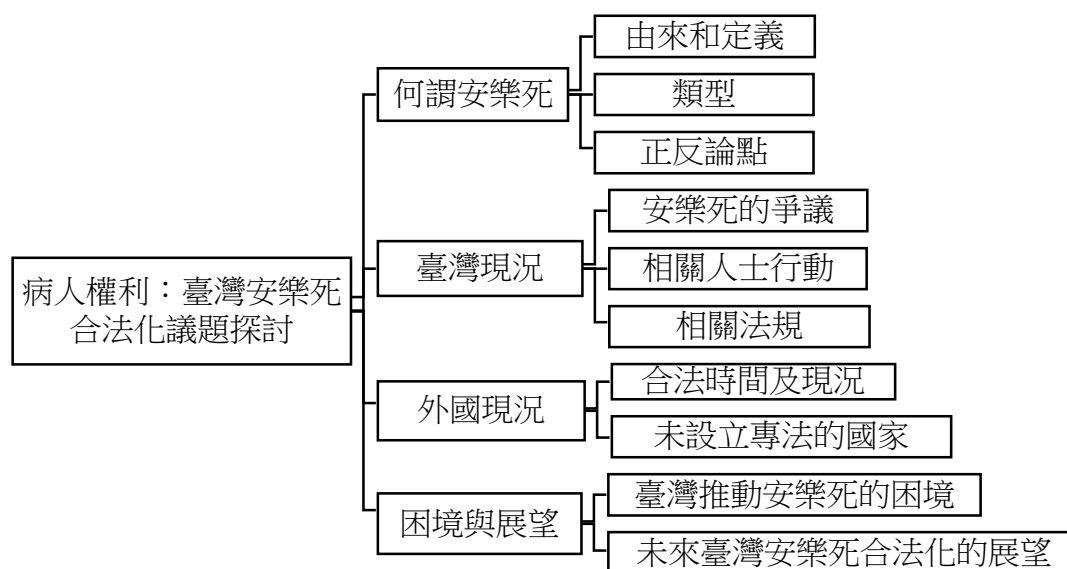 病人權利：臺灣安樂死
合法化議題探討
何謂安樂死
由來和定義
類型
正反論點
臺灣現況
安樂死的爭議
相關人士行動
相關法規
外國現況
合法時間及現況
未設立專法的國家
困境與展望
臺灣推動安樂死的困境
未來臺灣安樂死合法化的展望